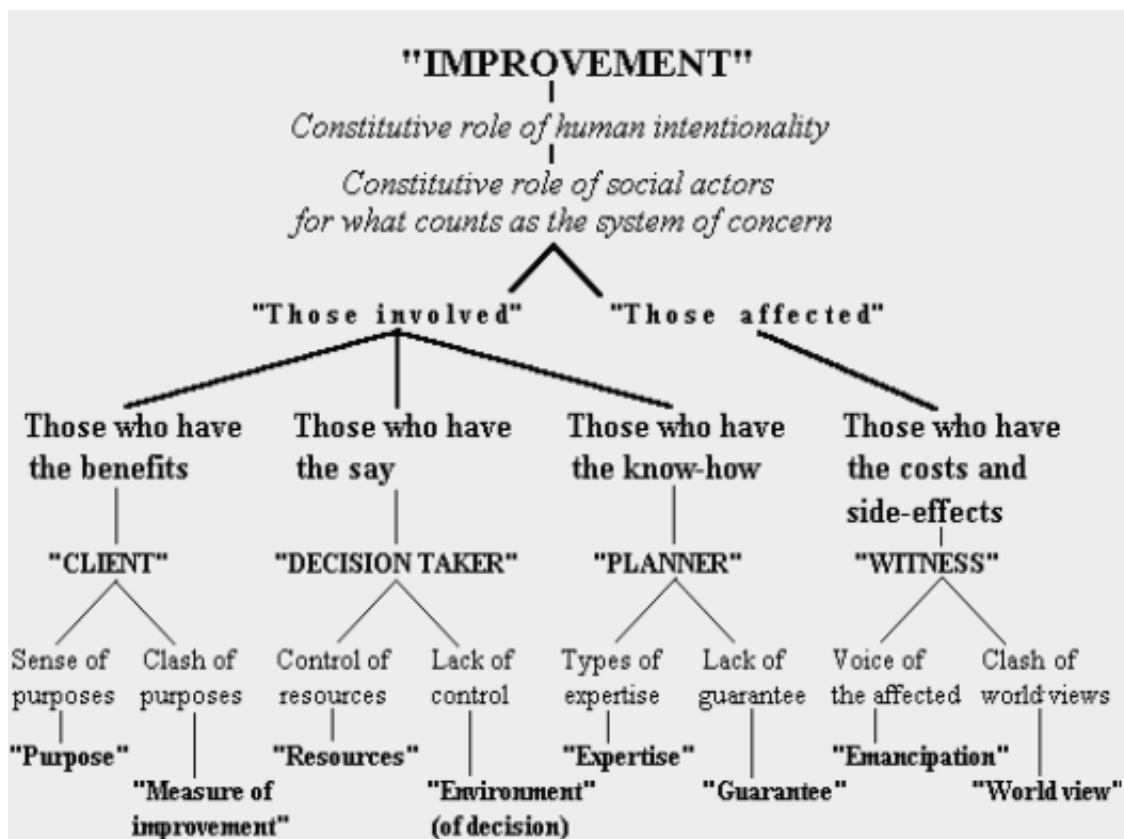 "IMPROVEMENT"
Constitutive role of human intentionality
Constitutive role of social actors
for what counts as the system of concern
"Those involved" "Those affected"
Those who have
the benefits
Those who have
the say
Those who have
the know-how
Those who have
the costs and
side-effects
"CLIENT" "DECISION TAKER" "PLANNER" "WITNESS"
Sense of
purposes
Clash of
purposes
Control of
resources
Lack of
control
Types of
expertise
Lack of
guarantee
Voice of
the affected
Clash of
world views
"Purpose"
"Measure of
improvement"
"Resources"
"Environment"
(of decision)
"Expertise"
"Guarantee"
"Emancipation"
"World view"